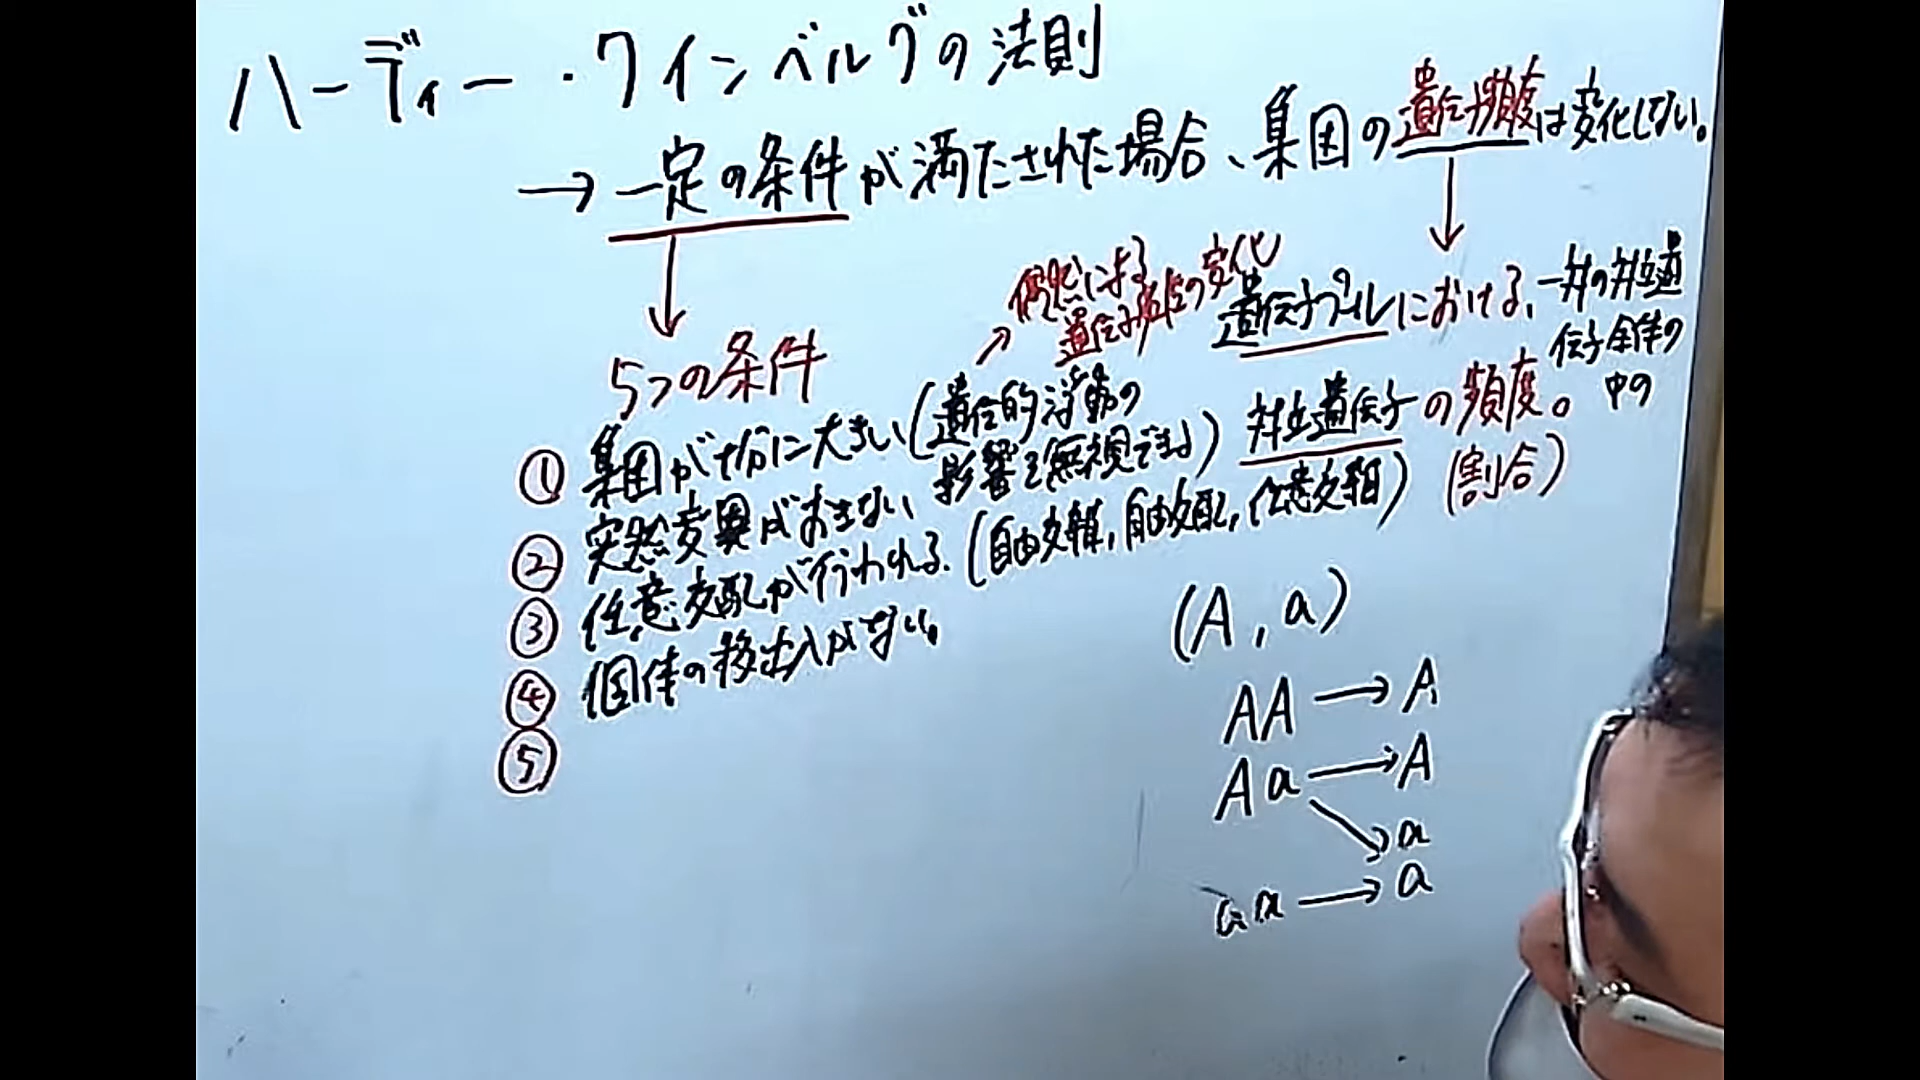 ハーディー・ワインベルグの法則
→一定の条件が満たされた場合、集団の遺伝子頻度は変化しない。
5つの条件
① 集団が十分に大きい(遺伝的浮動の
影響を無視できる)
偶然による
遺伝子頻度の変化
② 突然変異がおきない
③ 任意交配が行われる。(自由交雑,自由交配,任意交雑)
④ 個体の移出入がない。
⑤
遺伝子プールにおける、一対の対立遺
伝子全体の
中の
対立遺伝子の頻度。
(割合)
(A, a)
AA → A
Aa → A
a
aa → a